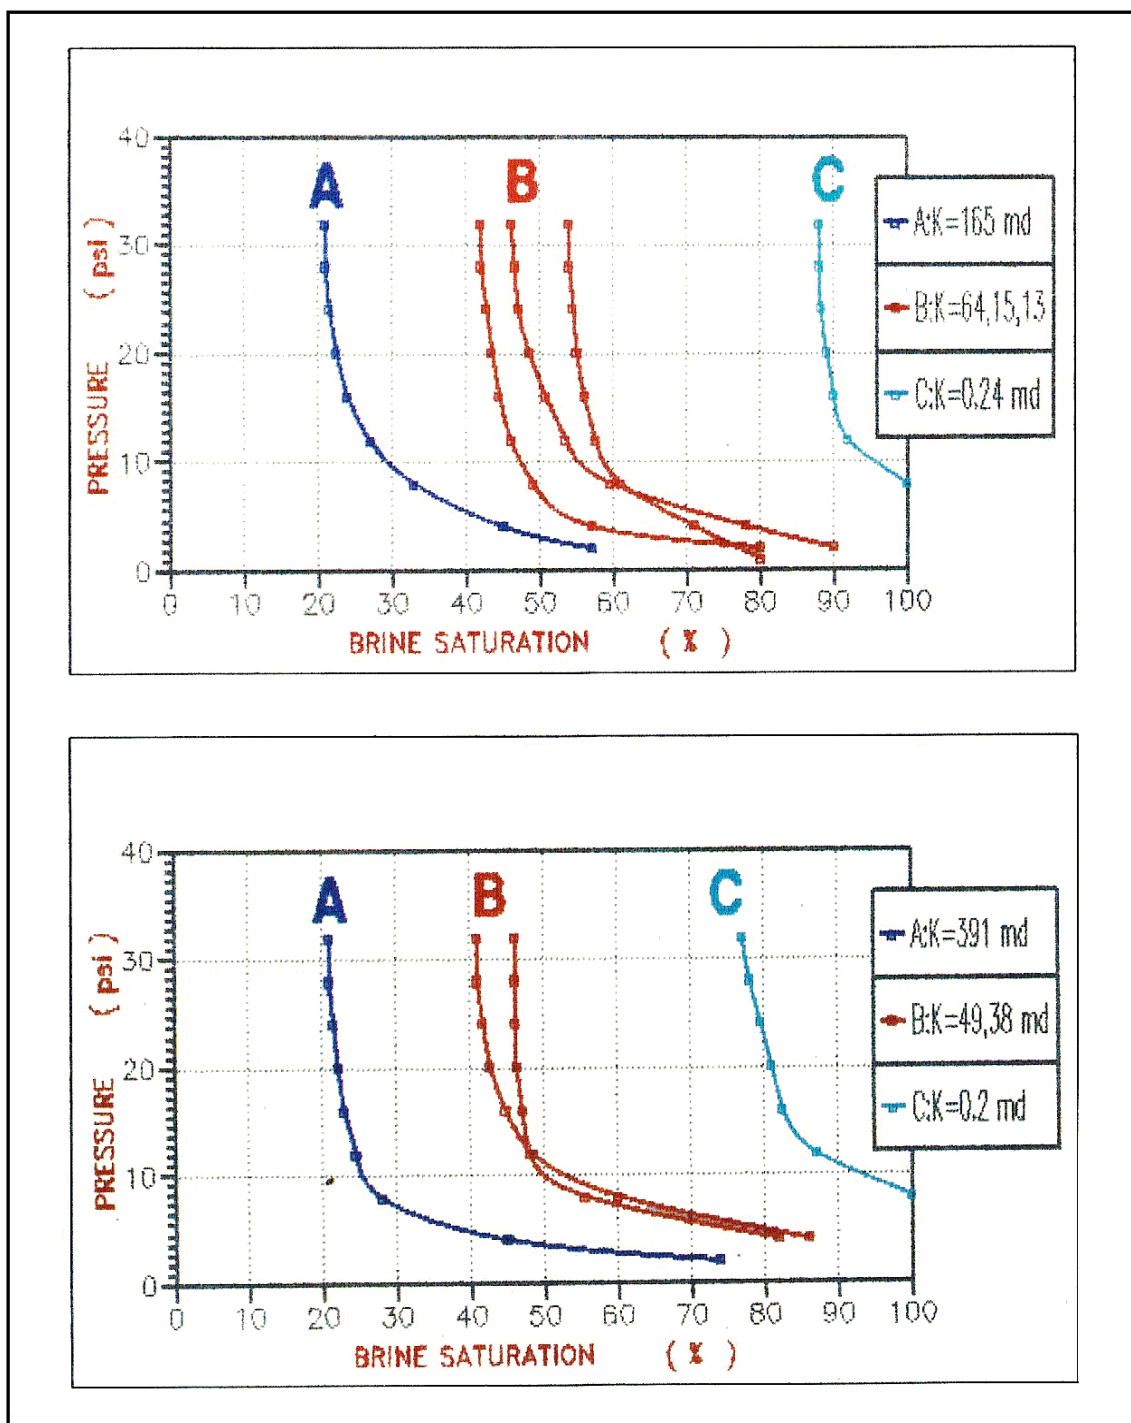 40
A
B
C
A:K=165 md
30
B:K=64,15,13
20
C:K=0.24 md
10
0
PRESSURE (psi)
0 10 20 30 40 50 60 70 80 90 100
BRINE SATURATION (%)
40
A
B
C
A:K=391 md
30
B:K=49,38 md
20
C:K=0.2 md
10
0
PRESSURE (psi)
0 10 20 30 40 50 60 70 80 90 100
BRINE SATURATION (%)